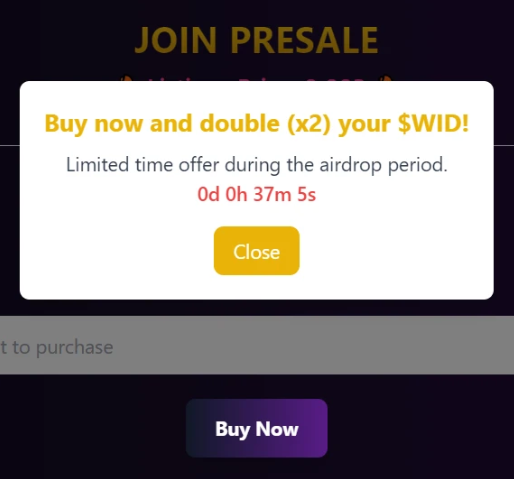 JOIN PRESALE
Buy now and double (x2) your $WID!
Limited time offer during the airdrop period.
0d 0h 37m 5s
Close
t to purchase
Buy Now